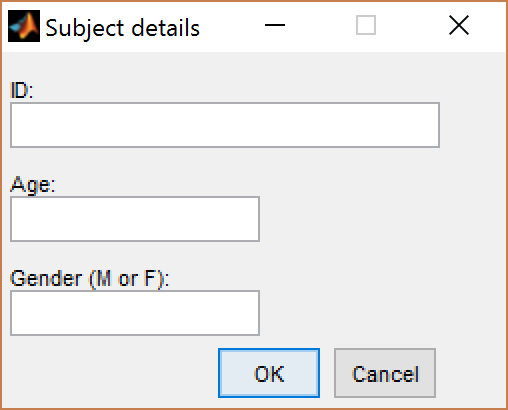 Subject details
ID:
Age:
Gender (M or F):
OK Cancel